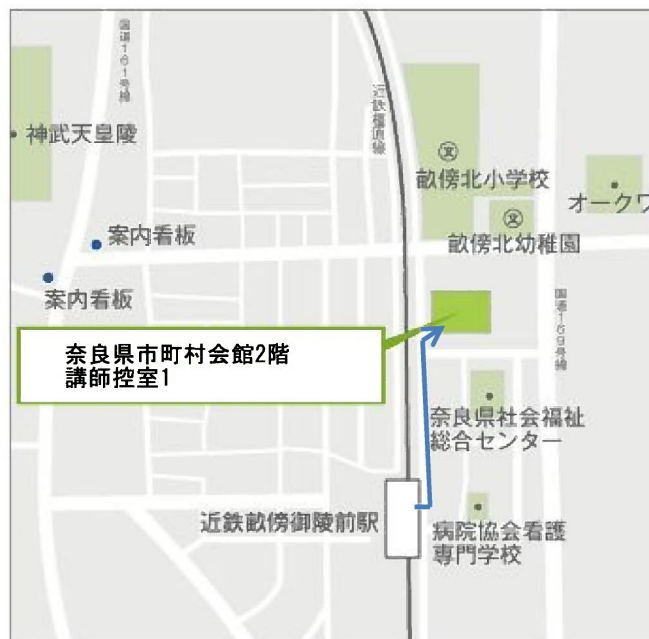 国道161号線
近鉄橿原線
神武天皇陵
畝傍北小学校
オークワ
案内看板
畝傍北幼稚園
案内看板
国道169号線
奈良県市町村会館2階
講師控室1
奈良県社会福祉
総合センター
近鉄畝傍御陵前駅
病院協会看護
専門学校